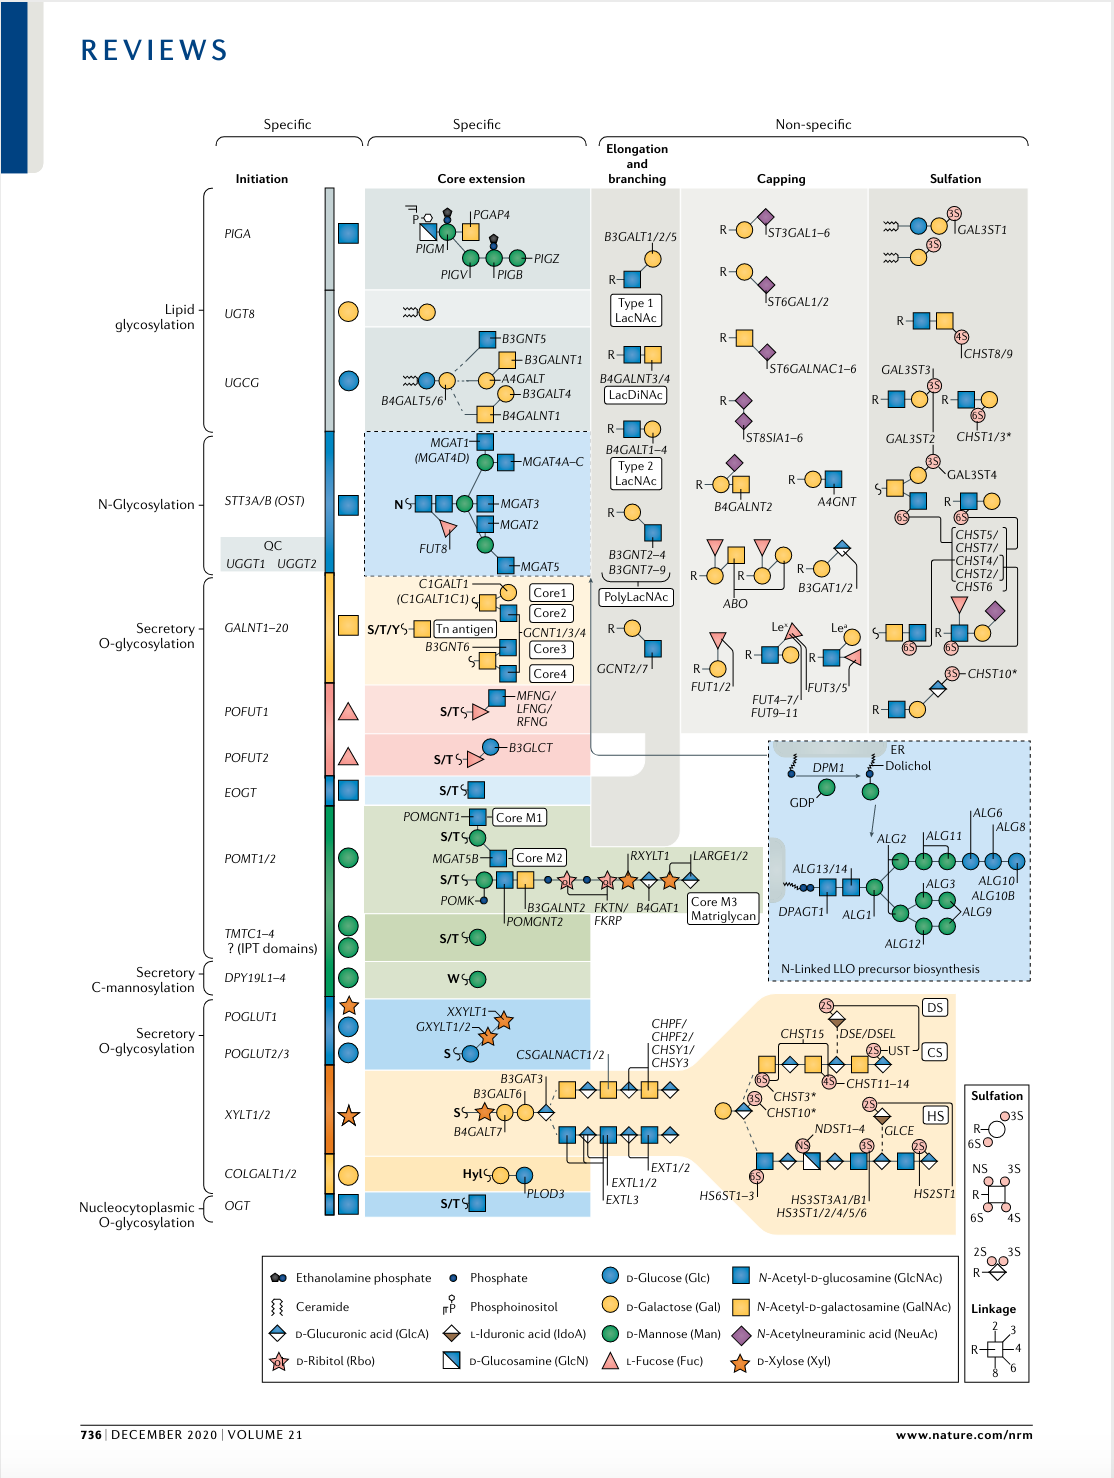 REVIEWS
Specific
Specific
Non-specific
Initiation
Core extension
Elongation
and
branching
Capping
Sulfation
Lipid
glycosylation
N-Glycosylation
Secretory
O-glycosylation
Secretory
C-mannosylation
Secretory
O-glycosylation
Nucleocytoplasmic
O-glycosylation
PIGA
UGT8
UGCG
STT3A/B (OST)
QC
UGGT1 UGGT2
GALNT1–20
POFUT1
POFUT2
EOGT
POMT1/2
TMTC1–4
? (IPT domains)
DPY19L1–4
POGLUT1
POGLUT2/3
XYLT1/2
COLGALT1/2
OGT
P
PGAP4
PIGM
PIGZ
PIGV
PIGB
B3GNT5
B3GALNT1
A4GALT
B3GALT4
B4GALT5/6
B4GALNT1
MGAT1
(MGAT4D)
MGAT4A–C
N
MGAT3
MGAT2
FUT8
MGAT5
C1GALT1
(C1GALT1C1)
Core1
Core2
S/T/Y
Tn antigen
GCNT1/3/4
B3GNT6
Core3
Core4
S/T
MFNG/
LFNG/
RFNG
S/T
B3GLCT
S/T
POMGNT1
Core M1
S/T
MGAT5B
Core M2
S/T
POMK
POMGNT2
B3GALNT2
FKTN/
FKRP
RXYLT1
B4GAT1
LARGE1/2
Core M3
Matriglycan
S/T
W
XXYLT1
GXYLT1/2
S
CSGALNACT1/2
CHPF/
CHPF2/
CHSY1/
CHSY3
B3GAT3
B3GALT6
S
B4GALT7
EXT1/2
EXTL1/2
EXTL3
Hyl
PLOD3
S/T
B3GALT1/2/5
R
Type 1
LacNAc
R
B4GALNT3/4
LacDiNAc
R
B4GALT1–4
Type 2
LacNAc
R
B3GNT2–4
B3GNT7–9
PolyLacNAc
R
GCNT2/7
R
ST3GAL1–6
R
ST6GAL1/2
R
ST6GALNAC1–6
R
ST8SIA1–6
R
B4GALNT2
R
A4GNT
R
R
ABO
R
B3GAT1/2
R
FUT1/2
Leˣ
R
FUT4–7/
FUT9–11
Leᵃ
R
FUT3/5
3S
GAL3ST1
3S
R
4S
CHST8/9
GAL3ST3
3S
R
R
6S
GAL3ST2
CHST1/3*
3S
GAL3ST4
6S
R
6S
CHST5/
CHST7/
CHST4/
CHST2/
CHST6
6S
R
6S
3S
CHST10*
R
ER
Dolichol
DPM1
GDP
ALG2
ALG11
ALG6
ALG8
ALG13/14
DPAGT1
ALG1
ALG3
ALG9
ALG12
ALG10
ALG10B
N-Linked LLO precursor biosynthesis
2S
DS
CHST15
DSE/DSEL
2S
UST
CS
6S
4S
CHST11–14
CHST3*
3S
CHST10*
2S
HS
NDST1–4
GLCE
NS
3S
2S
6S
HS6ST1–3
HS3ST3A1/B1
HS3ST1/2/4/5/6
HS2ST1
Sulfation
3S
R
6S
NS 3S
R
6S 4S
2S 3S
R
Linkage
2
3
R
4
6
8
Ethanolamine phosphate
Phosphate
D-Glucose (Glc)
N-Acetyl-D-glucosamine (GlcNAc)
Ceramide
P
Phosphoinositol
D-Galactose (Gal)
N-Acetyl-D-galactosamine (GalNAc)
D-Glucuronic acid (GlcA)
L-Iduronic acid (IdoA)
D-Mannose (Man)
N-Acetylneuraminic acid (NeuAc)
D-Ribitol (Rbo)
D-Glucosamine (GlcN)
L-Fucose (Fuc)
D-Xylose (Xyl)
736 | DECEMBER 2020 | VOLUME 21
www.nature.com/nrm